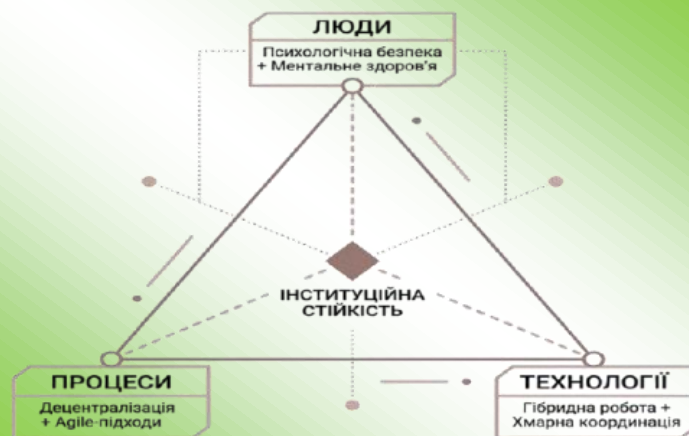 ЛЮДИ
Психологічна безпека
+ Ментальне здоров'я
ІНСТИТУЦІЙНА
СТІЙКІСТЬ
ПРОЦЕСИ
Децентралізація
+ Agile-підходи
ТЕХНОЛОГІЇ
Гібридна робота +
Хмарна координація